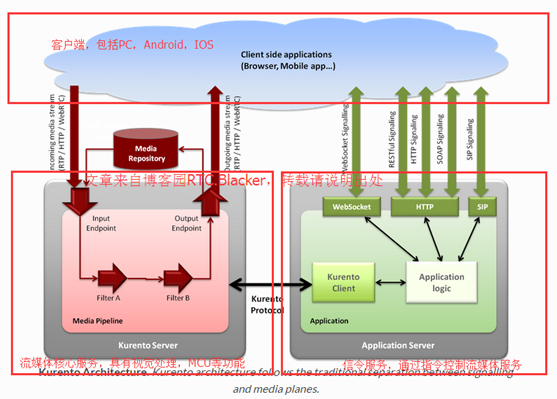 客户端，包括PC，Android，IOS
Client side applications
(Browser, Mobile app...)
Incoming media stream
(RTP / HTTP / WebRTC)
Outgoing media stream
(RTP / HTTP / WebRTC)
WebSocket Signalling
RESTful Signaling
HTTP Signaling
SOAP Signaling
SIP Signaling
Media
Repository
文章来自博客园RTC.Blacker，转载请说明出处
Input
Endpoint
Output
Endpoint
Filter A
Filter B
Media Pipeline
Kurento Server
Kurento
Protocol
WebSocket
HTTP
SIP
Kurento
Client
Application
logic
Application
Application Server
流媒体核心服务，具有视觉处理，MCU等功能
信令服务，通过指令控制流媒体服务
Kurento Architecture. Kurento architecture follows the traditional separation between signalling
and media planes.